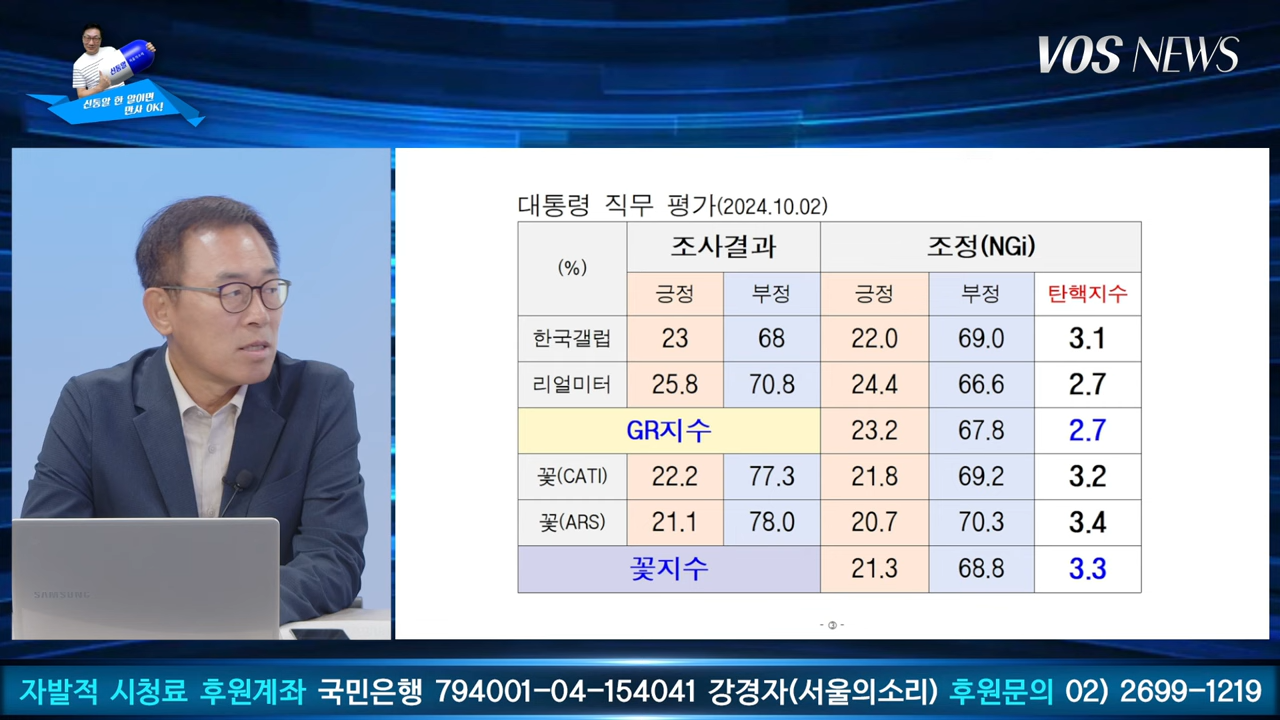 VOS NEWS
신통알
신통알 한 알이면
만사 OK!
대통령 직무 평가(2024.10.02)
(%) 조사결과 조정(NGi)
긍정 부정 긍정 부정 탄핵지수
한국갤럽 23 68 22.0 69.0 3.1
리얼미터 25.8 70.8 24.4 66.6 2.7
GR지수 23.2 67.8 2.7
꽃(CATI) 22.2 77.3 21.8 69.2 3.2
꽃(ARS) 21.1 78.0 20.7 70.3 3.4
꽃지수 21.3 68.8 3.3
- ③ -
SAMSUNG
자발적 시청료 후원계좌 국민은행 794001-04-154041 강경자(서울의소리) 후원문의 02) 2699-1219